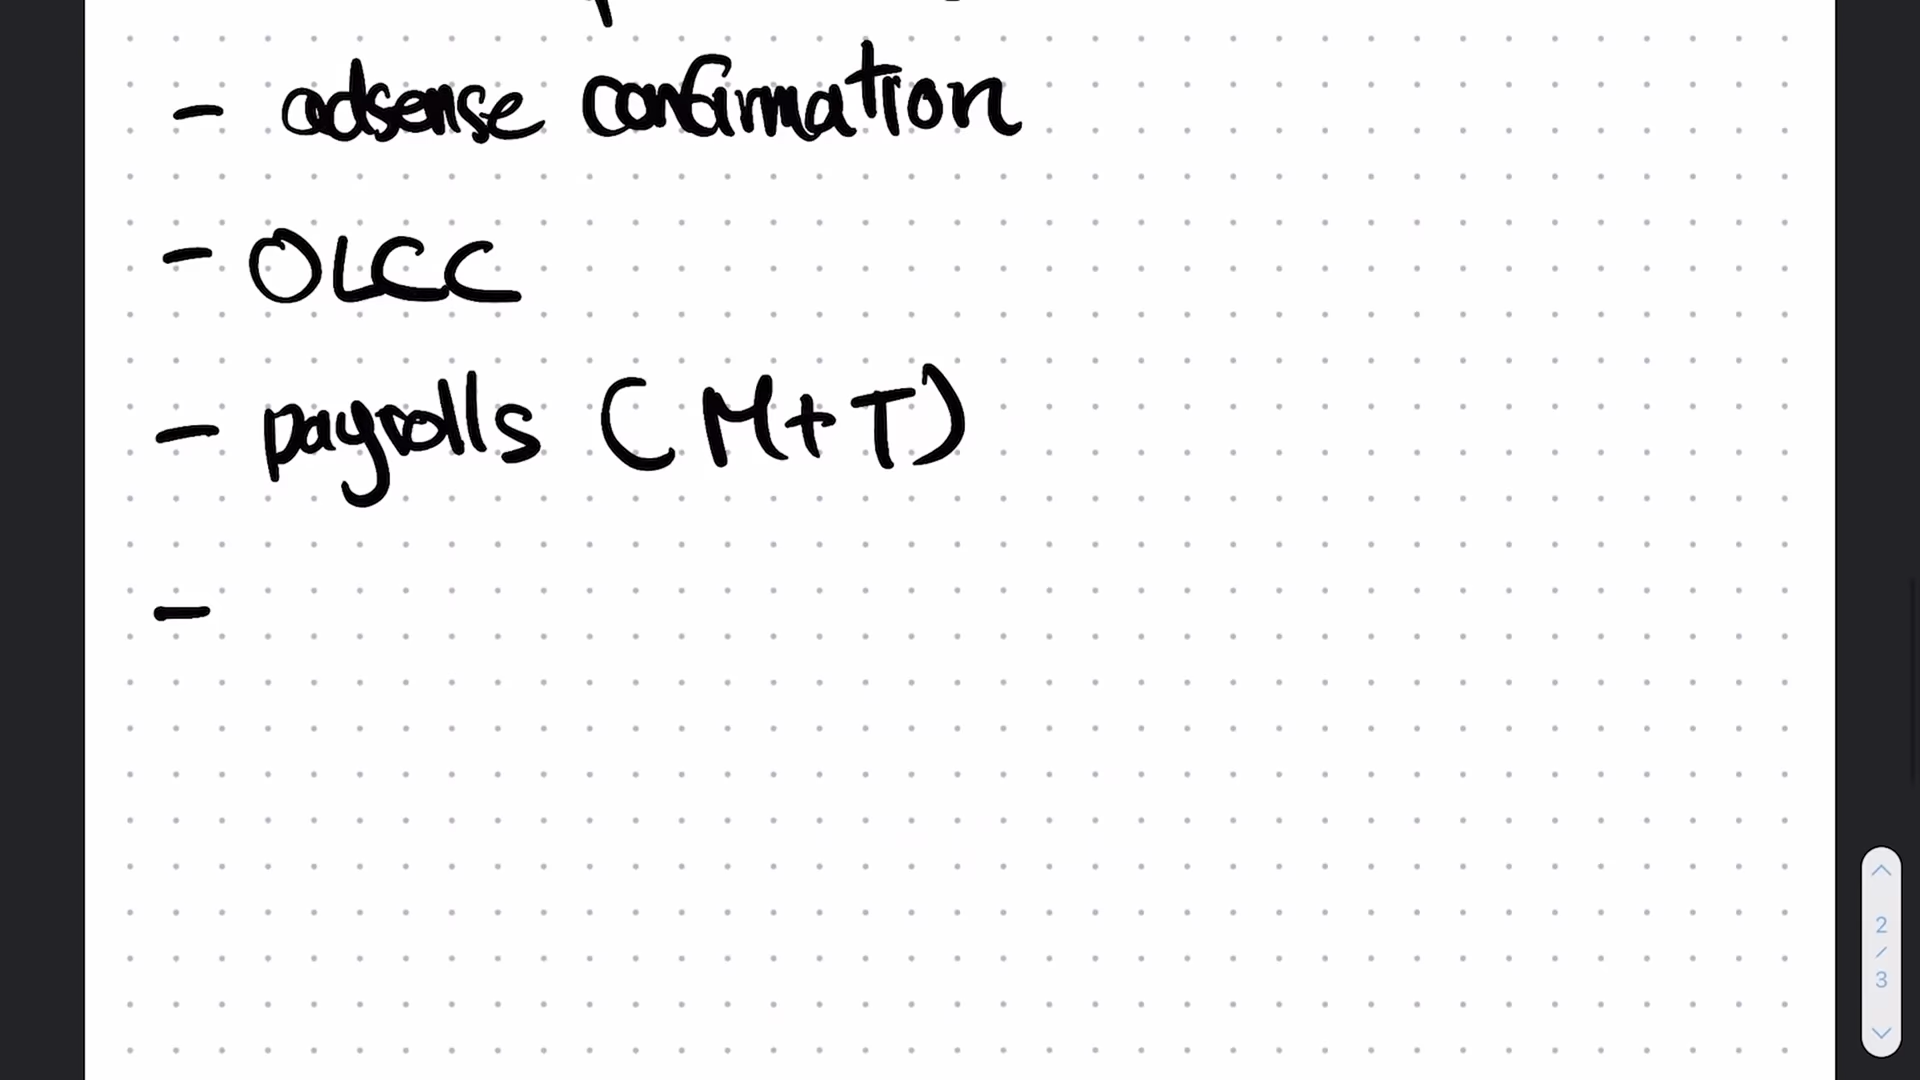 - adsense confirmation
- OLCC
- payrolls (M+T)
-
2
/
3